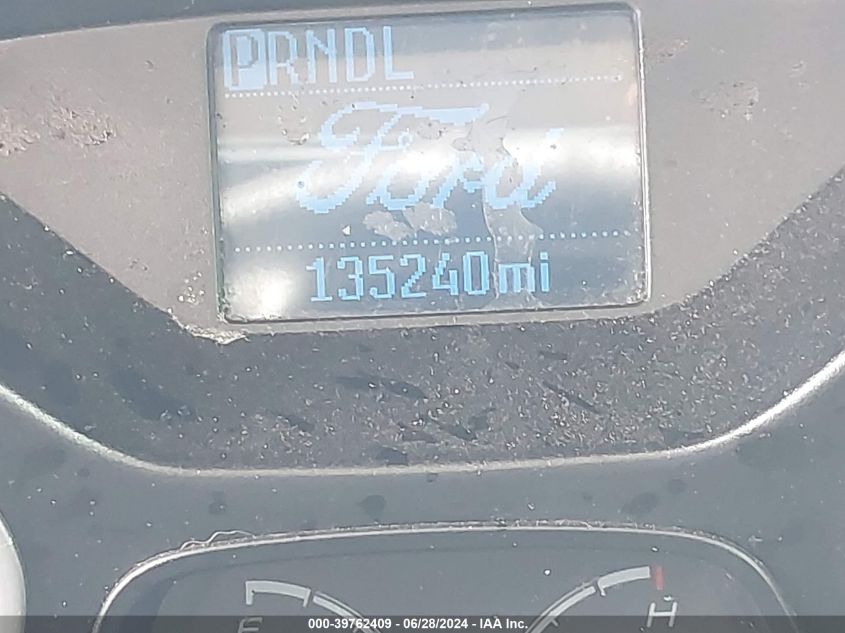 PRNDL
Ford
135240mi
F H
000-39762409 | 06/28/2024 - IAA Inc.